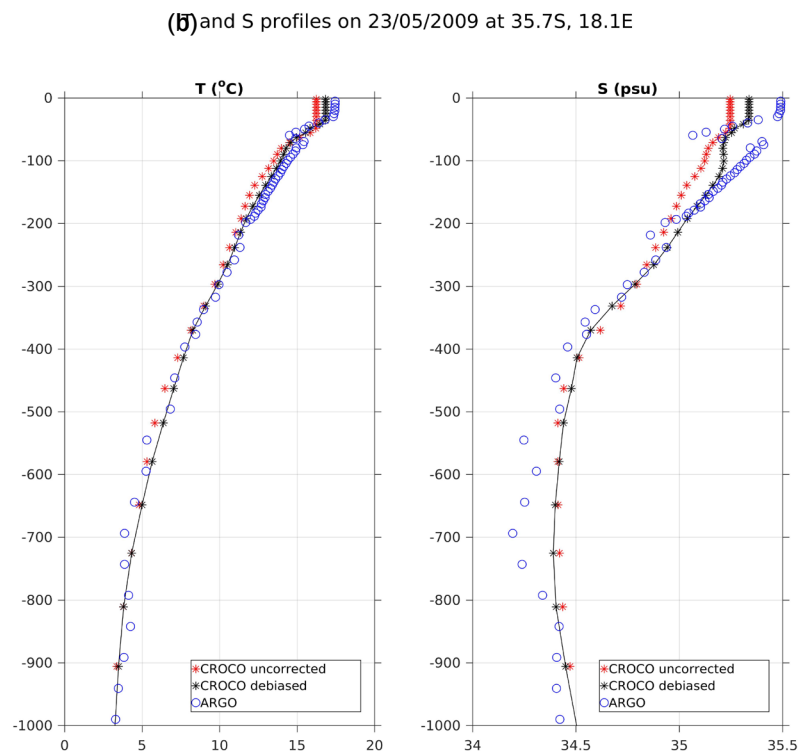 (b) T and S profiles on 23/05/2009 at 35.7S, 18.1E
T (°C)
S (psu)
0
-100
-200
-300
-400
-500
-600
-700
-800
-900
-1000
0 5 10 15 20
CROCO uncorrected
CROCO debiased
ARGO
0
-100
-200
-300
-400
-500
-600
-700
-800
-900
-1000
34 34.5 35 35.5
CROCO uncorrected
CROCO debiased
ARGO